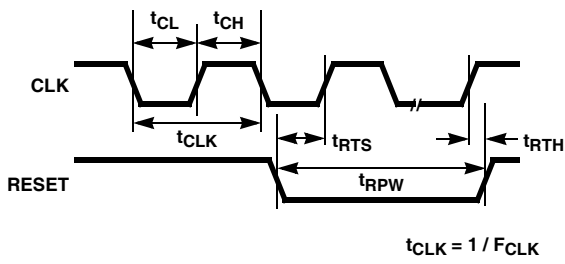 tCL tCH
CLK
tCLK
tRTS
tRTH
RESET
tRPW
tCLK = 1 / FCLK